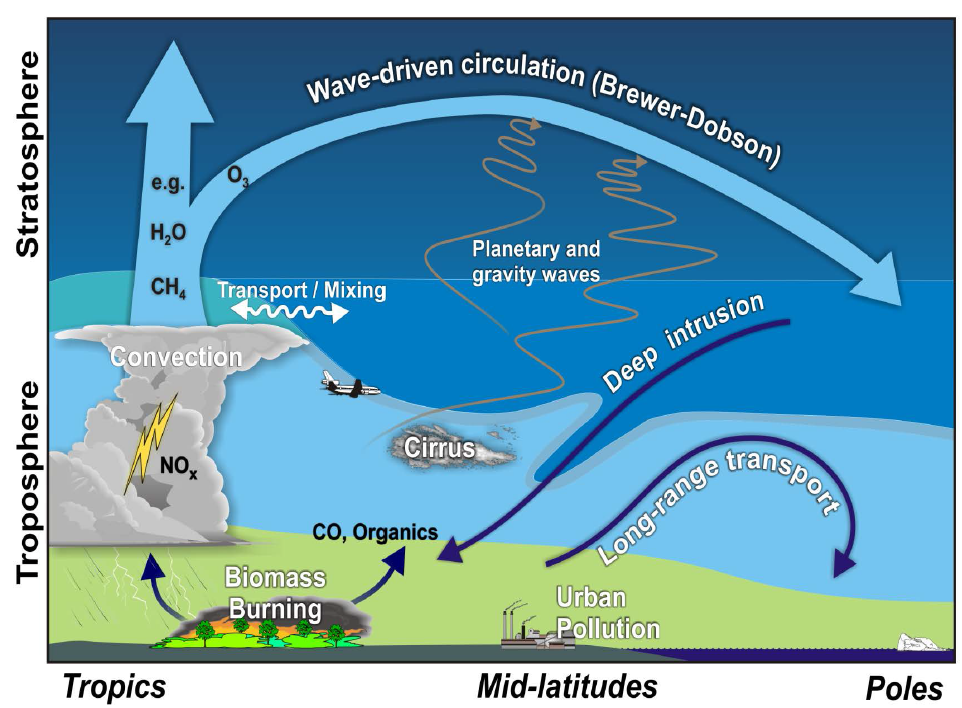 Stratosphere
Troposphere
Wave-driven circulation (Brewer-Dobson)
e.g.
O₃
H₂O
CH₄
Planetary and
gravity waves
Transport / Mixing
Deep intrusion
Convection
Cirrus
NOₓ
Long-range transport
CO, Organics
Biomass
Burning
Urban
Pollution
Tropics
Mid-latitudes
Poles